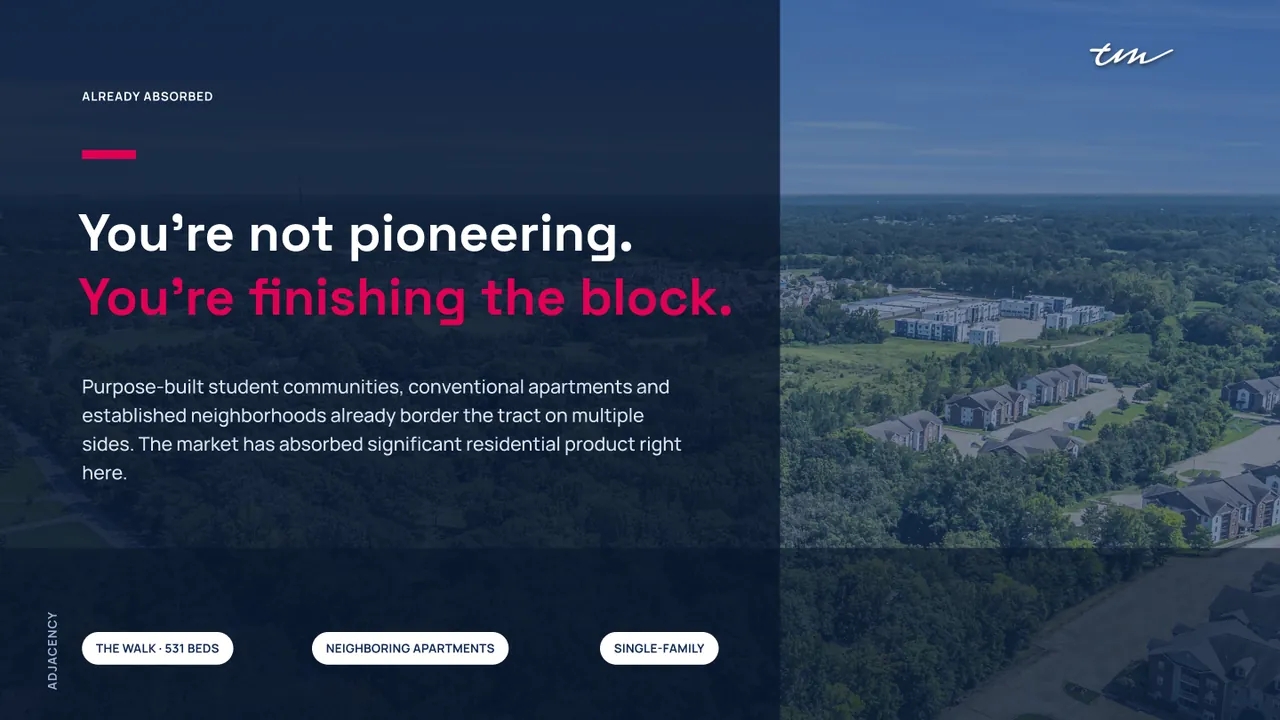 tm
ALREADY ABSORBED
You're not pioneering.
You're finishing the block.
Purpose-built student communities, conventional apartments and
established neighborhoods already border the tract on multiple
sides. The market has absorbed significant residential product right
here.
ADJACENCY
THE WALK · 531 BEDS
NEIGHBORING APARTMENTS
SINGLE-FAMILY